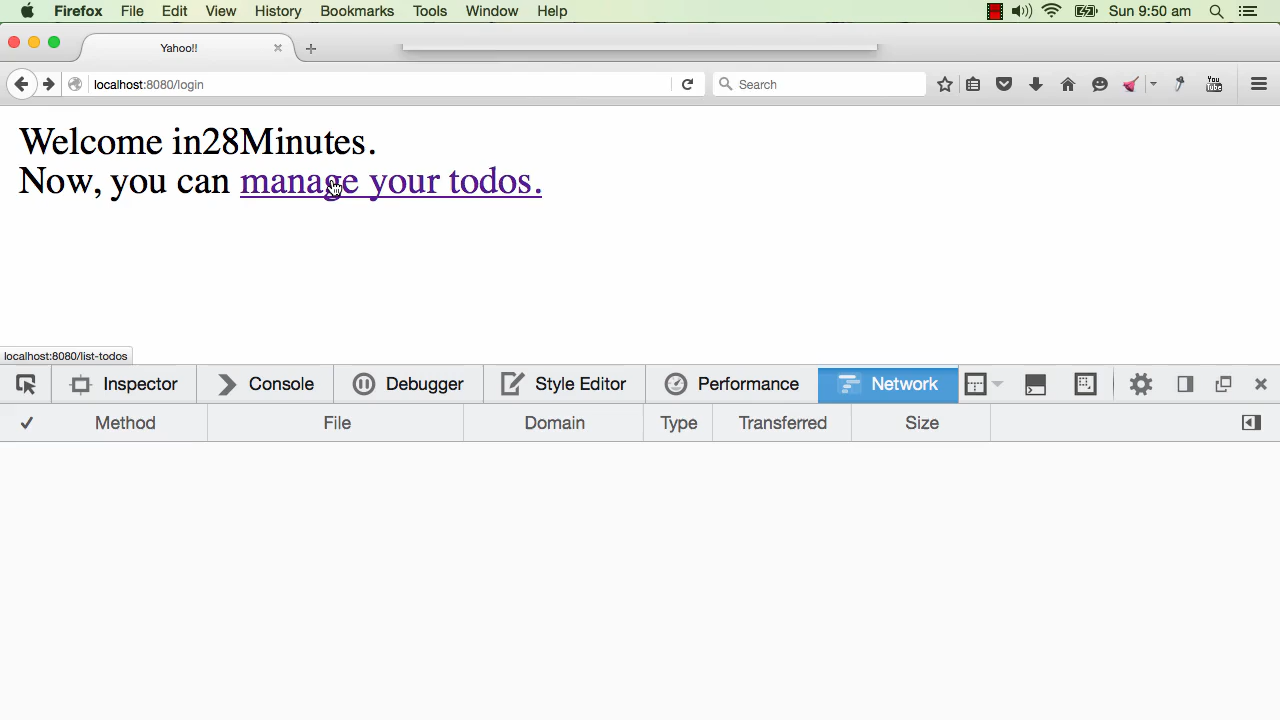 Firefox File Edit View History Bookmarks Tools Window Help Sun 9:50 am
Yahoo!!
localhost:8080/login Search You Tube
Welcome in28Minutes.
Now, you can manage your todos.
localhost:8080/list-todos
Inspector Console Debugger Style Editor Performance Network
Method File Domain Type Transferred Size